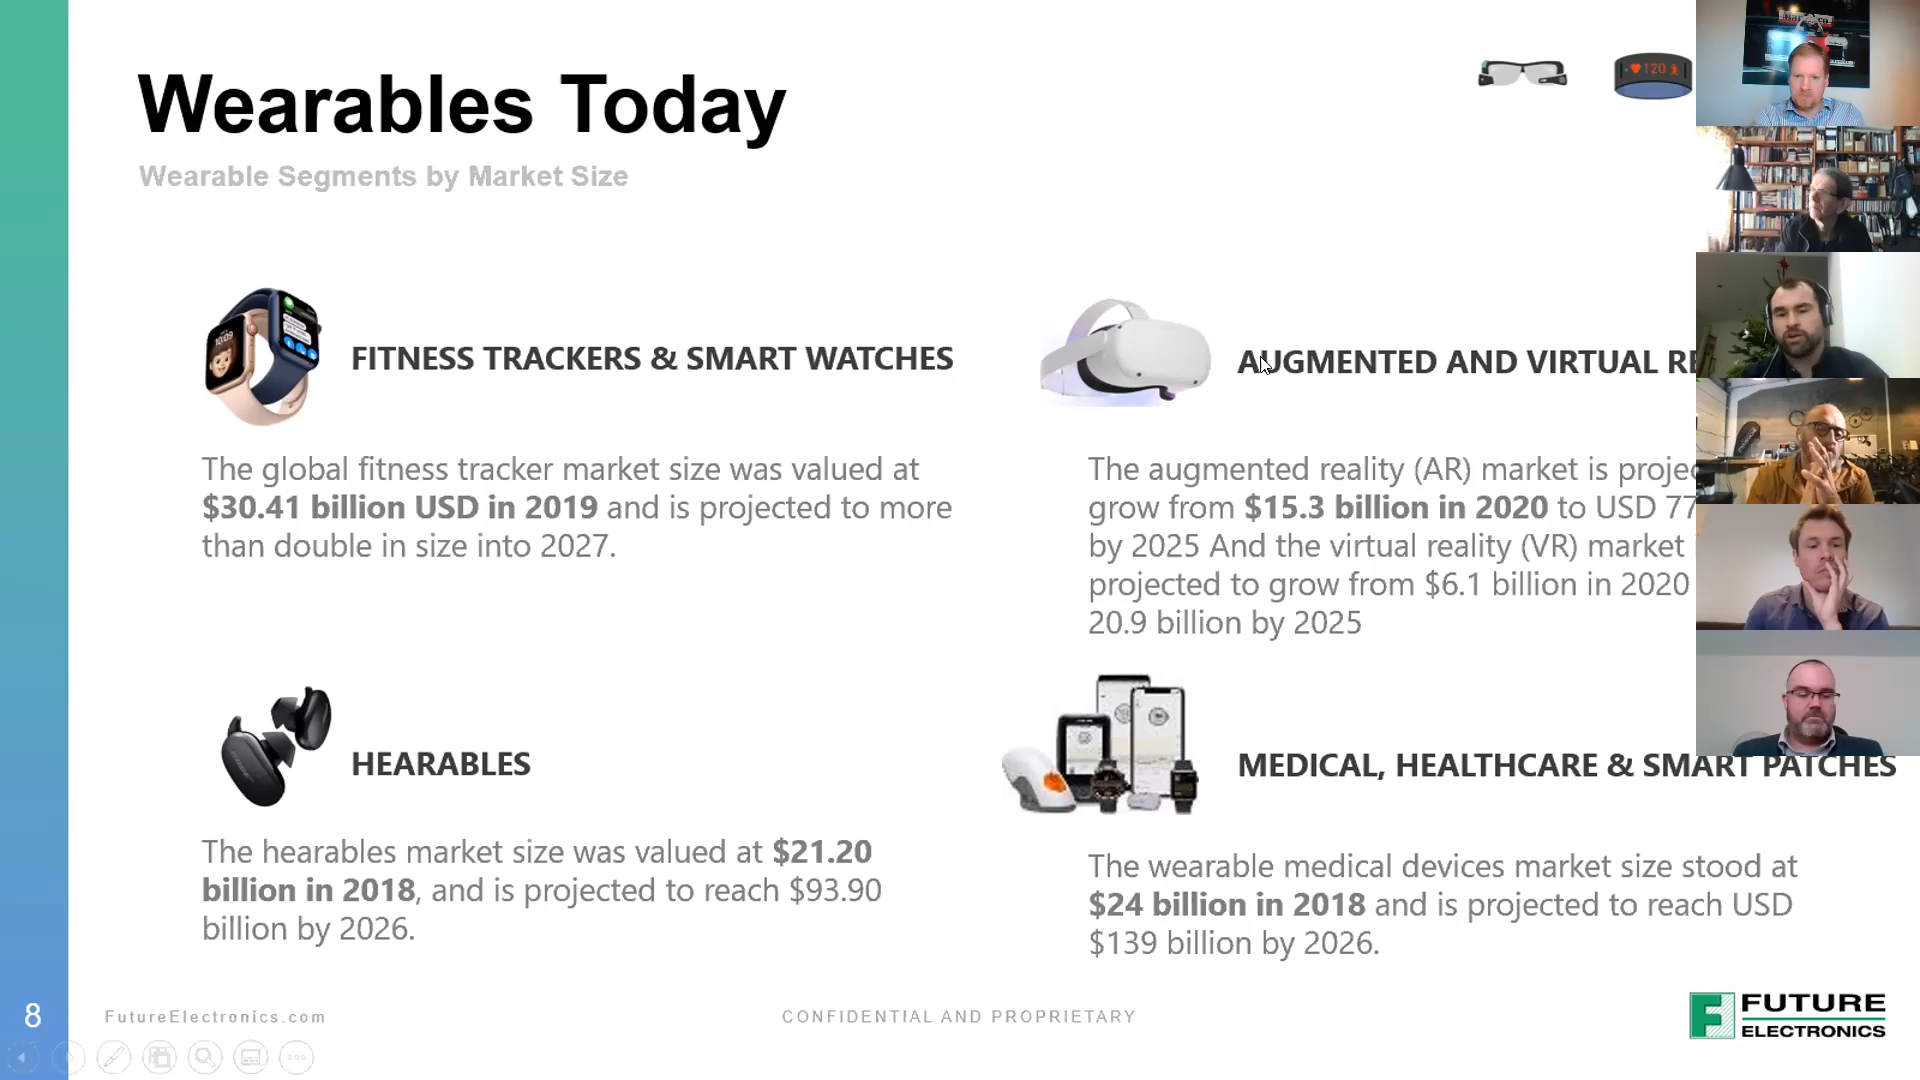 Wearables Today
Wearable Segments by Market Size
120
10:09
FITNESS TRACKERS & SMART WATCHES
The global fitness tracker market size was valued at
$30.41 billion USD in 2019 and is projected to more
than double in size into 2027.
AUGMENTED AND VIRTUAL RE
The augmented reality (AR) market is projec
grow from $15.3 billion in 2020 to USD 77
by 2025 And the virtual reality (VR) market
projected to grow from $6.1 billion in 2020
20.9 billion by 2025
HEARABLES
The hearables market size was valued at $21.20
billion in 2018, and is projected to reach $93.90
billion by 2026.
MEDICAL, HEALTHCARE & SMART PATCHES
The wearable medical devices market size stood at
$24 billion in 2018 and is projected to reach USD
$139 billion by 2026.
8
FutureElectronics.com
CONFIDENTIAL AND PROPRIETARY
F
FUTURE
ELECTRONICS